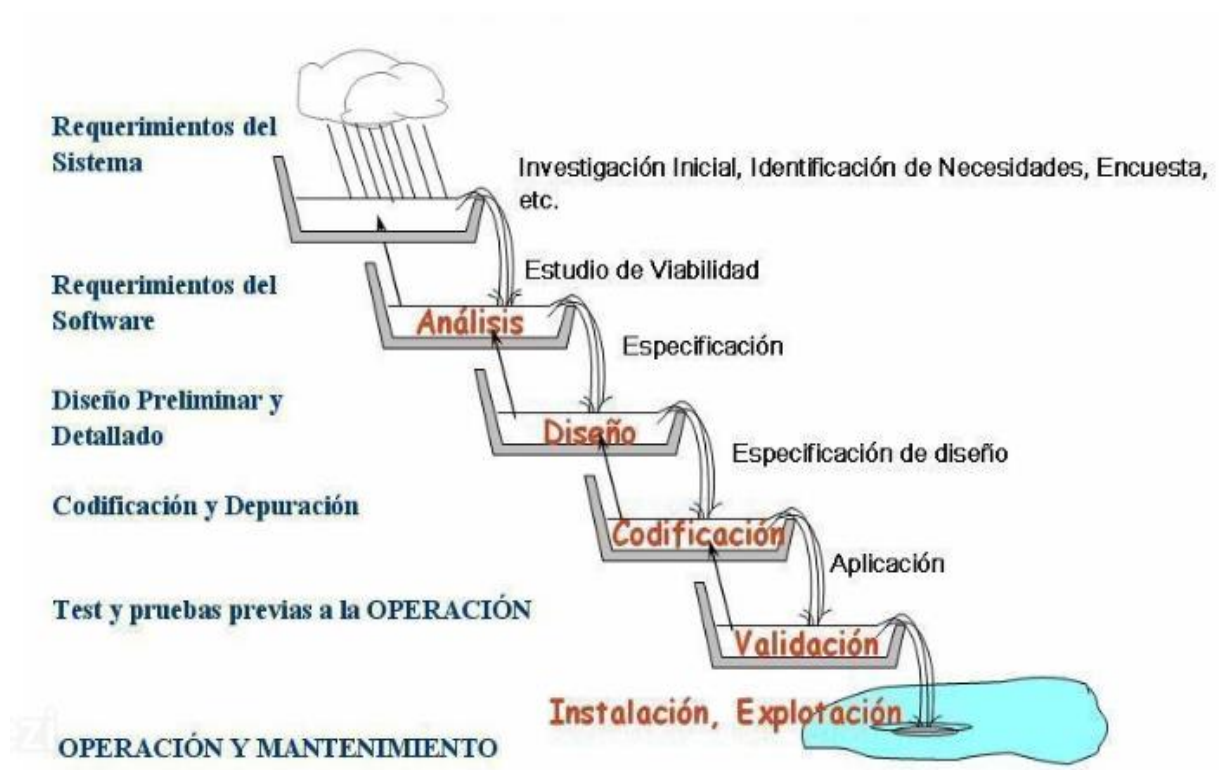 Requerimientos del
Sistema
Investigación Inicial, Identificación de Necesidades, Encuesta,
etc.
Estudio de Viabilidad
Requerimientos del
Software
Análisis
Especificación
Diseño Preliminar y
Detallado
Diseño
Especificación de diseño
Codificación y Depuración
Codificación
Aplicación
Test y pruebas previas a la OPERACIÓN
Validación
Instalación, Explotación
OPERACIÓN Y MANTENIMIENTO